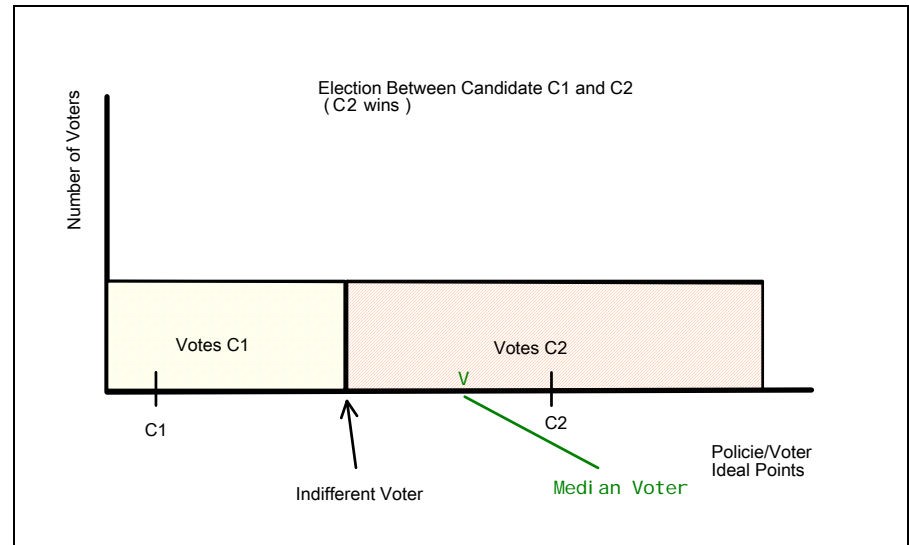 Election Between Candidate C1 and C2
( C2 wins )
Number of Voters
Votes C1
Votes C2
V
C1
C2
Policie/Voter
Ideal Points
Indifferent Voter
Median Voter